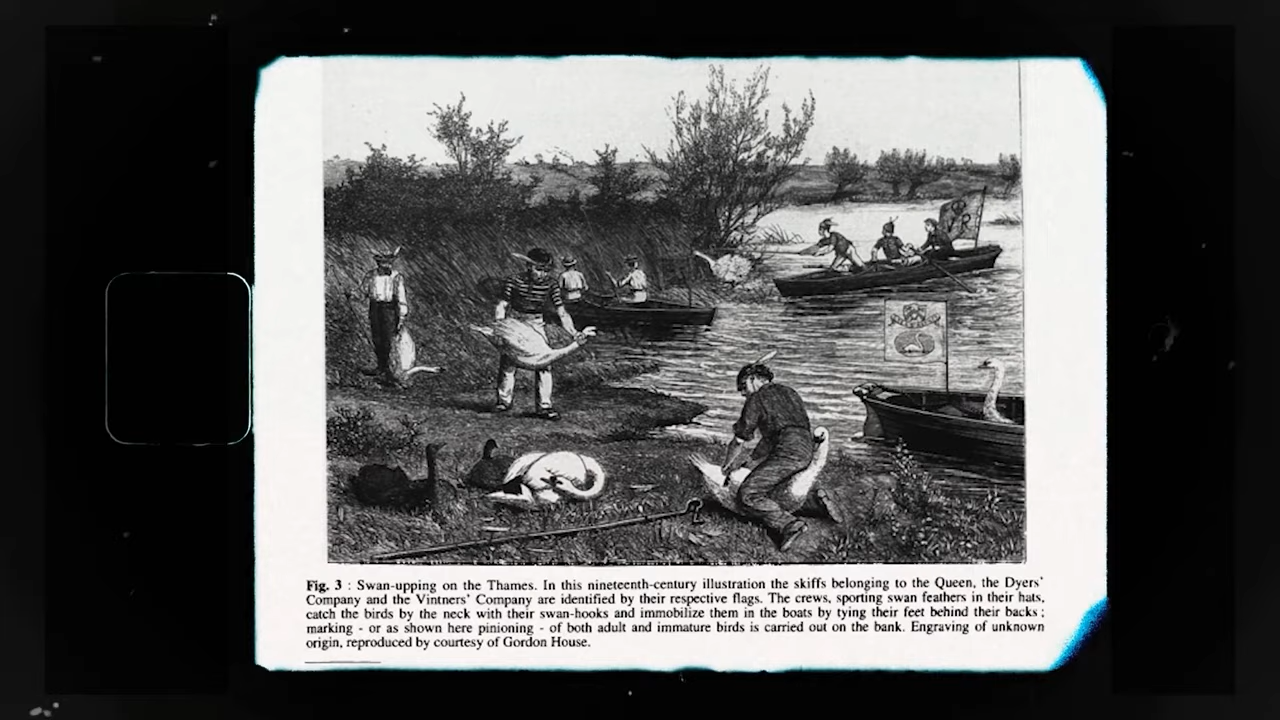 Fig. 3 : Swan-upping on the Thames. In this nineteenth-century illustration the skiffs belonging to the Queen, the Dyers'
Company and the Vintners' Company are identified by their respective flags. The crews, sporting swan feathers in their hats,
catch the birds by the neck with their swan-hooks and immobilize them in the boats by tying their feet behind their backs ;
marking - or as shown here pinioning - of both adult and immature birds is carried out on the bank. Engraving of unknown
origin, reproduced by courtesy of Gordon House.